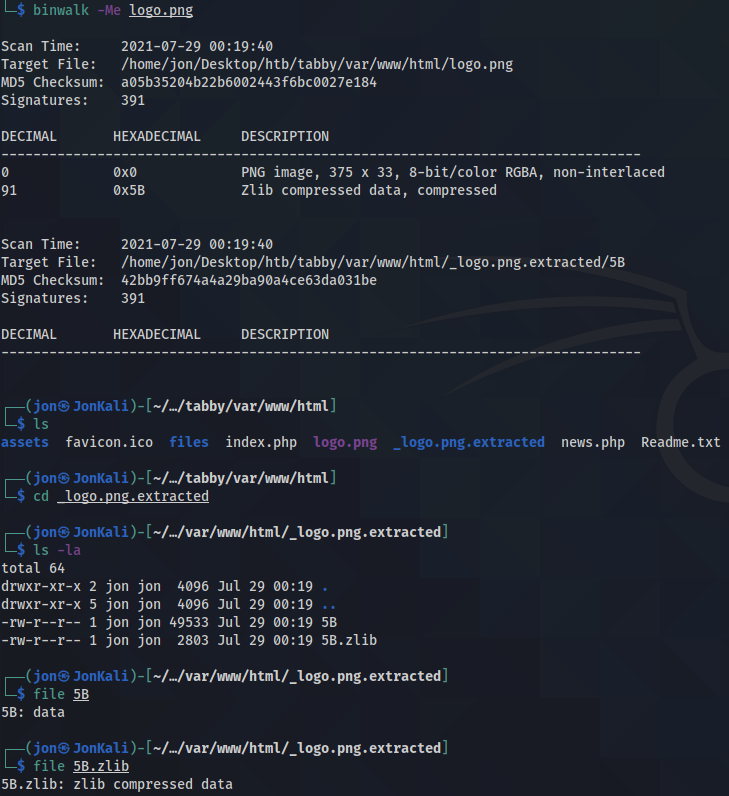 └─$ binwalk -Me logo.png
Scan Time:     2021-07-29 00:19:40
Target File:   /home/jon/Desktop/htb/tabby/var/www/html/logo.png
MD5 Checksum:  a05b35204b22b6002443f6bc0027e184
Signatures:    391
DECIMAL       HEXADECIMAL     DESCRIPTION
--------------------------------------------------------------------------------
0             0x0             PNG image, 375 x 33, 8-bit/color RGBA, non-interlaced
91            0x5B            Zlib compressed data, compressed
Scan Time:     2021-07-29 00:19:40
Target File:   /home/jon/Desktop/htb/tabby/var/www/html/_logo.png.extracted/5B
MD5 Checksum:  42bb9ff674a4a29ba90a4ce63da031be
Signatures:    391
DECIMAL       HEXADECIMAL     DESCRIPTION
--------------------------------------------------------------------------------
┌──(jon㉿JonKali)-[~/…/tabby/var/www/html]
└─$ ls
assets  favicon.ico  files  index.php  logo.png  _logo.png.extracted  news.php  Readme.txt
┌──(jon㉿JonKali)-[~/…/tabby/var/www/html]
└─$ cd _logo.png.extracted
┌──(jon㉿JonKali)-[~/…/var/www/html/_logo.png.extracted]
└─$ ls -la
total 64
drwxr-xr-x 2 jon jon  4096 Jul 29 00:19 .
drwxr-xr-x 5 jon jon  4096 Jul 29 00:19 ..
-rw-r--r-- 1 jon jon 49533 Jul 29 00:19 5B
-rw-r--r-- 1 jon jon  2803 Jul 29 00:19 5B.zlib
┌──(jon㉿JonKali)-[~/…/var/www/html/_logo.png.extracted]
└─$ file 5B
5B: data
┌──(jon㉿JonKali)-[~/…/var/www/html/_logo.png.extracted]
└─$ file 5B.zlib
5B.zlib: zlib compressed data